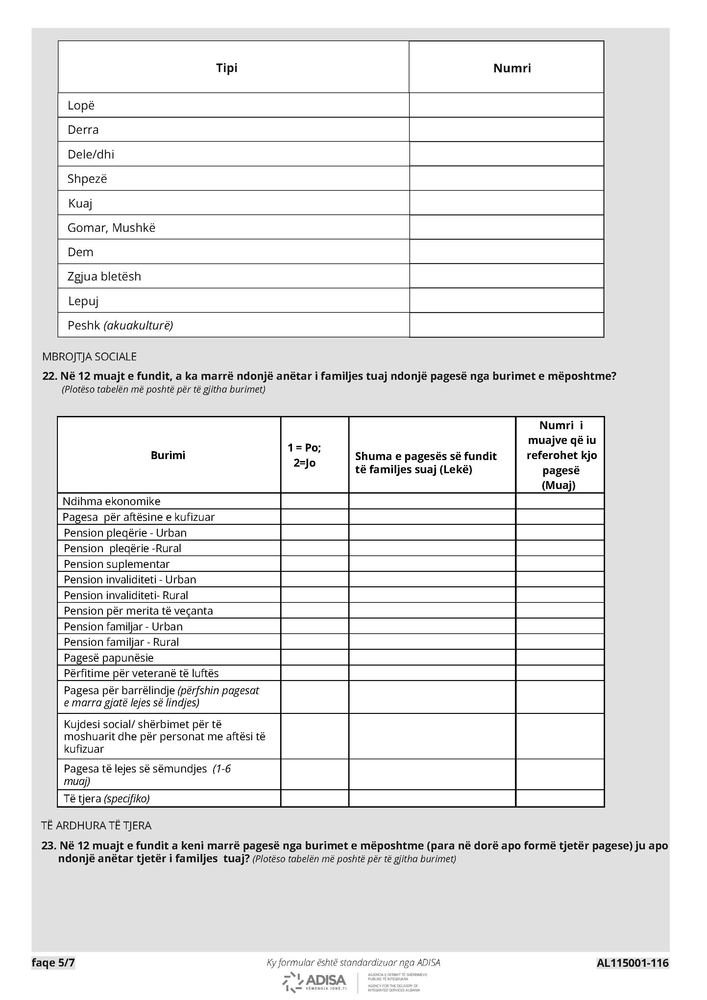 Tipi Numri
Lopë
Derra
Dele/dhi
Shpezë
Kuaj
Gomar, Mushkë
Dem
Zgjua bletësh
Lepuj
Peshk (akuakulturë)
MBROJTJA SOCIALE
22. Në 12 muajt e fundit, a ka marrë ndonjë anëtar i familjes tuaj ndonjë pagesë nga burimet e mëposhtme?
(Plotëso tabelën më poshtë për të gjitha burimet)
Burimi
1 = Po;
2=Jo
Shuma e pagesës së fundit
të familjes suaj (Lekë)
Numri i
muajve që iu
referohet kjo
pagesë
(Muaj)
Ndihma ekonomike
Pagesa për aftësine e kufizuar
Pension pleqërie - Urban
Pension pleqërie -Rural
Pension suplementar
Pension invaliditeti - Urban
Pension invaliditeti- Rural
Pension për merita të veçanta
Pension familjar - Urban
Pension familjar - Rural
Pagesë papunësie
Përfitime për veteranë të luftës
Pagesa për barrëlindje (përfshin pagesat
e marra gjatë lejes së lindjes)
Kujdesi social/ shërbimet për të
moshuarit dhe për personat me aftësi të
kufizuar
Pagesa të lejes së sëmundjes (1-6
muaj)
Të tjera (specifiko)
TË ARDHURA TË TJERA
23. Në 12 muajt e fundit a keni marrë pagesë nga burimet e mëposhtme (para në dorë apo formë tjetër pagese) ju apo
ndonjë anëtar tjetër i familjes tuaj? (Plotëso tabelën më poshtë për të gjitha burimet)
faqe 5/7 Ky formular është standardizuar nga ADISA AL115001-116
ADISA
VËMENDJA JONË, TI
AGJENCIA E OFRIMIT TË SHËRBIMEVE
PUBLIKE TË INTEGRUARA
AGENCY FOR THE DELIVERY OF
INTEGRATED SERVICES ALBANIA